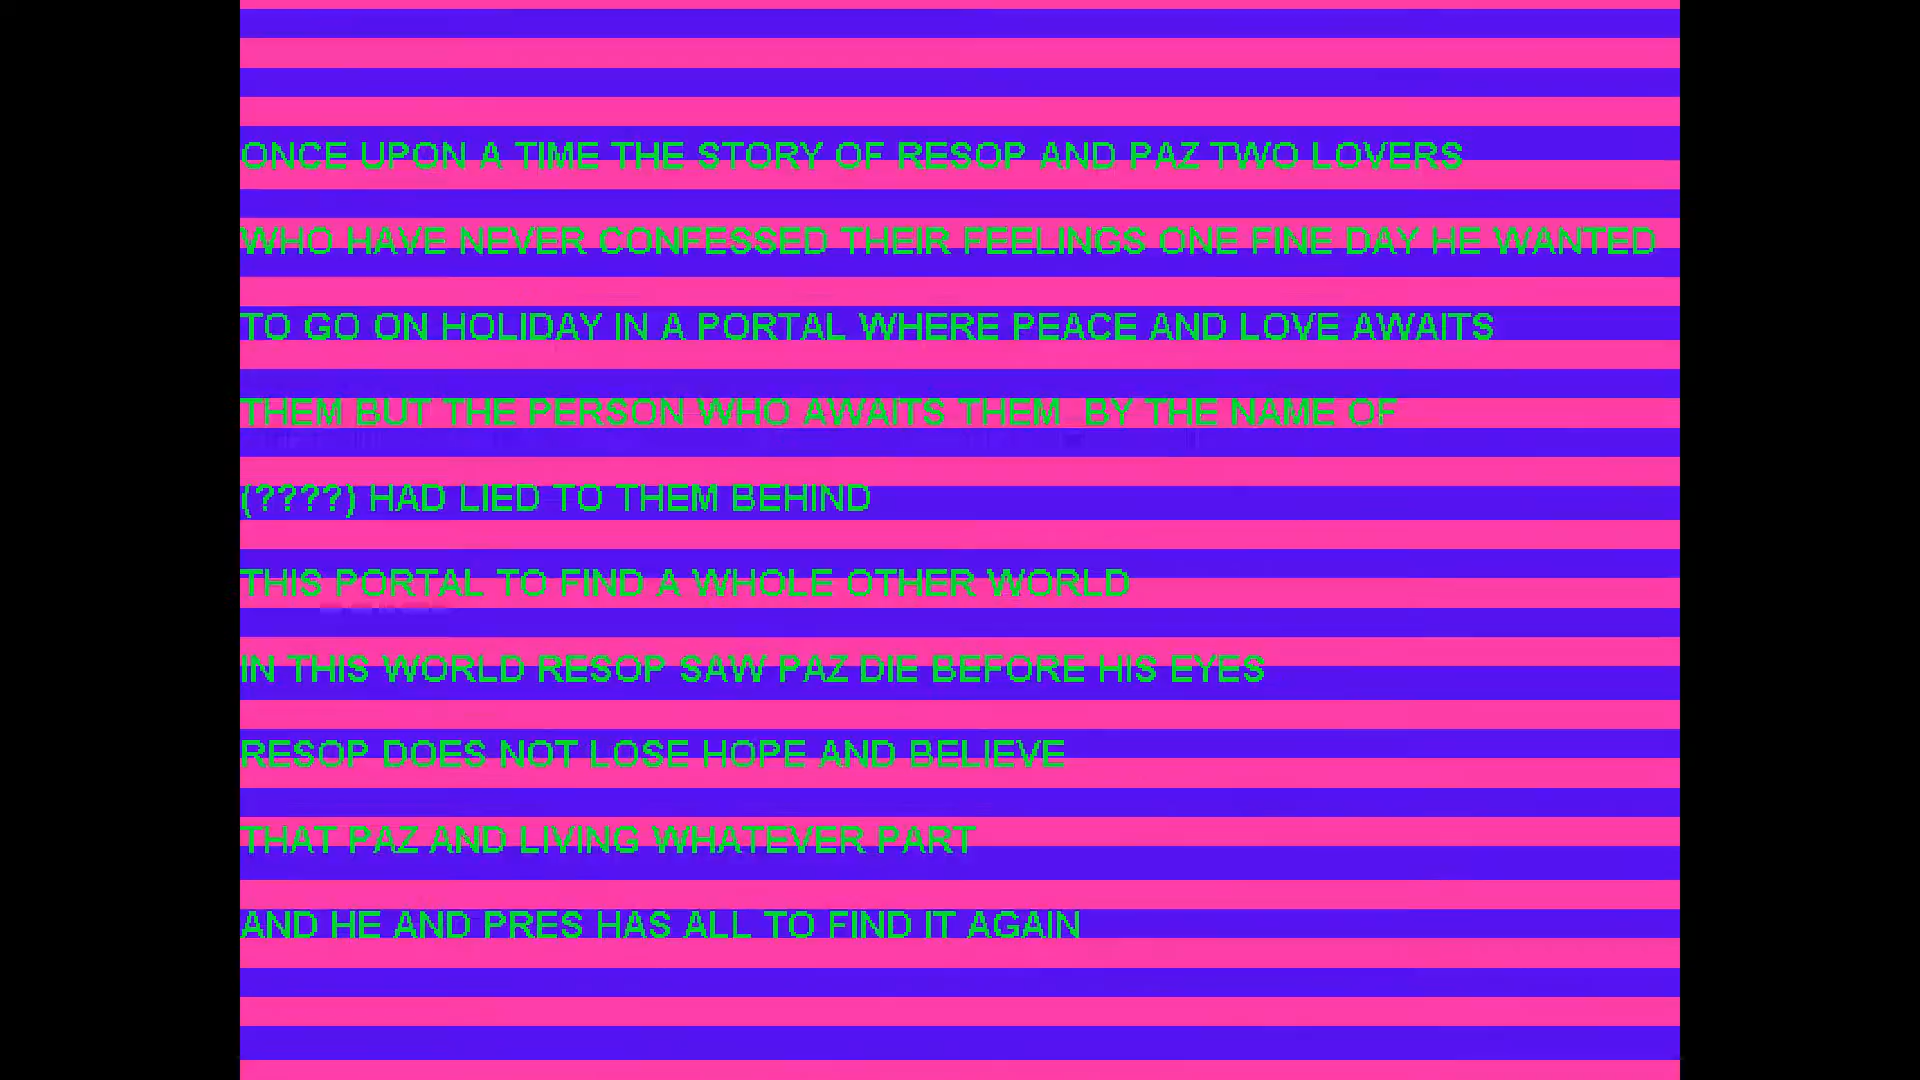 ONCE UPON A TIME THE STORY OF RESOP AND PAZ TWO LOVERS
WHO HAVE NEVER CONFESSED THEIR FEELINGS ONE FINE DAY HE WANTED
TO GO ON HOLIDAY IN A PORTAL WHERE PEACE AND LOVE AWAITS
THEM BUT THE PERSON WHO AWAITS THEM  BY THE NAME OF
(????) HAD LIED TO THEM BEHIND
THIS PORTAL TO FIND A WHOLE OTHER WORLD
IN THIS WORLD RESOP SAW PAZ DIE BEFORE HIS EYES
RESOP DOES NOT LOSE HOPE AND BELIEVE
THAT PAZ AND LIVING WHATEVER PART
AND HE AND PRES HAS ALL TO FIND IT AGAIN